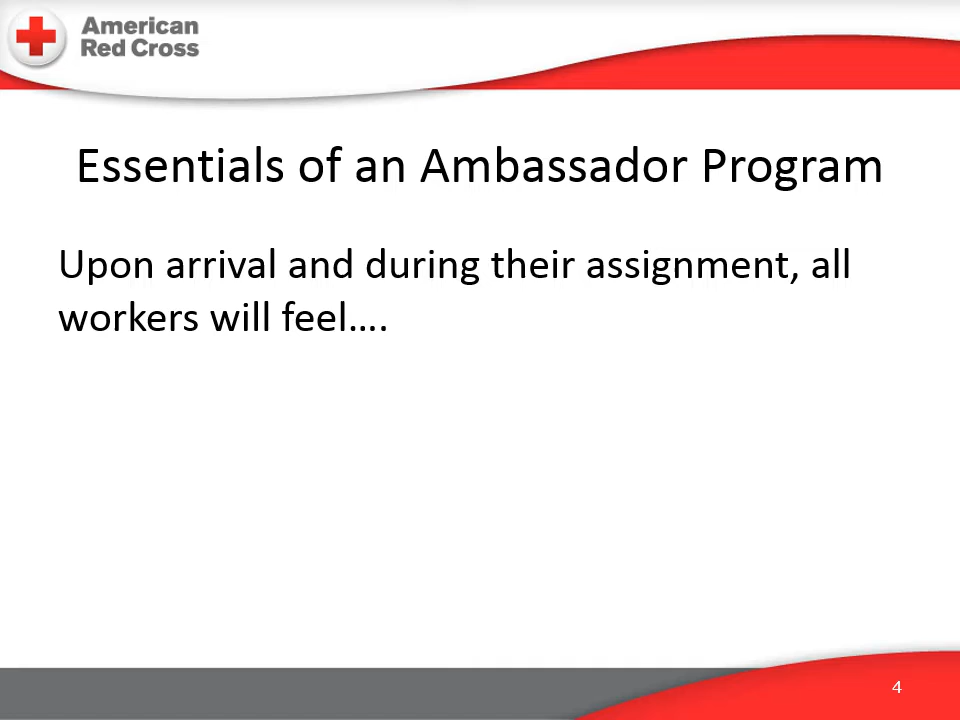 American
Red Cross
Essentials of an Ambassador Program
Upon arrival and during their assignment, all
workers will feel....
4